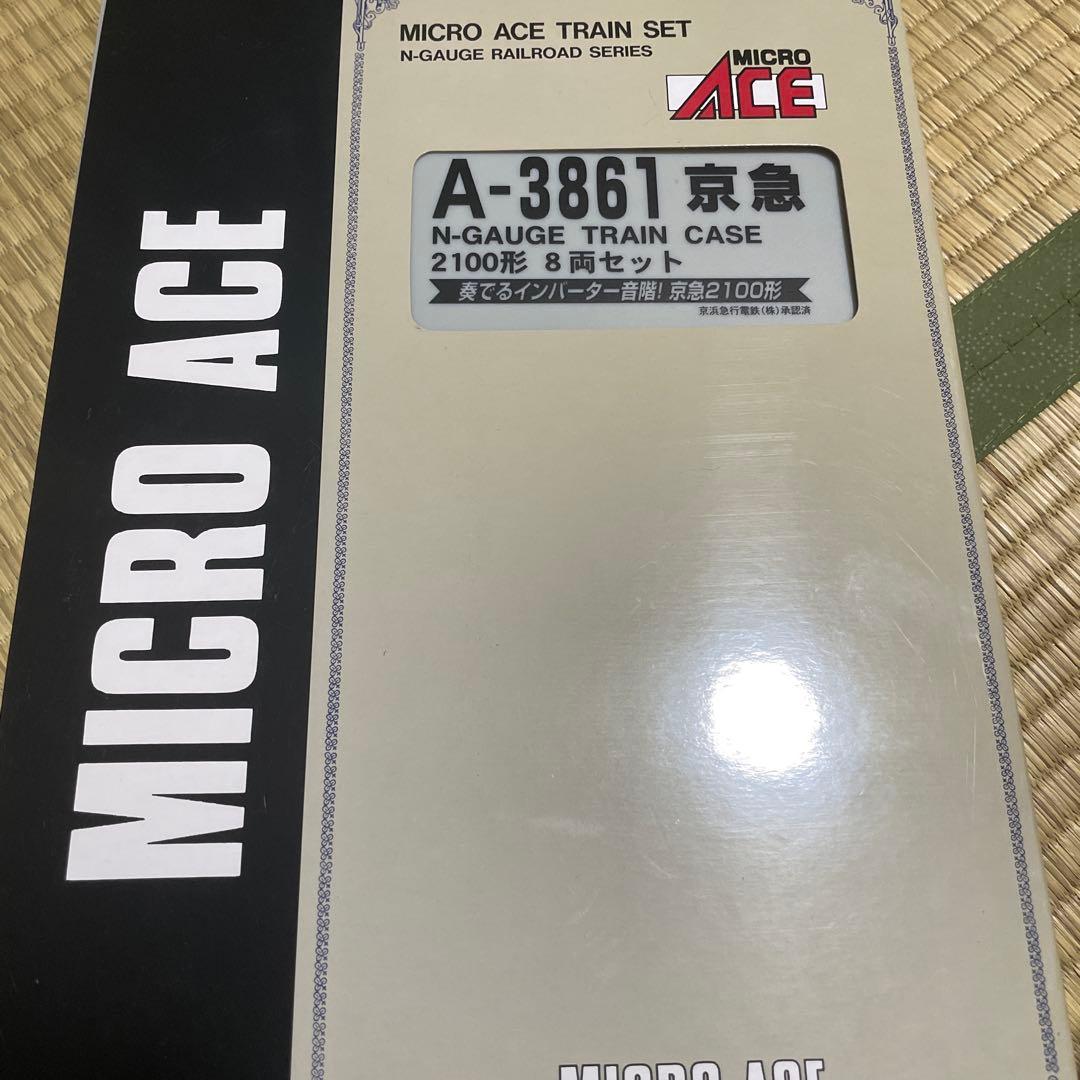 MICRO ACE
MICRO ACE TRAIN SET
N-GAUGE RAILROAD SERIES
MICRO
ACE
A-3861 京急
N-GAUGE TRAIN CASE
2100形 8両セット
奏でるインバーター音階! 京急2100形
京浜急行電鉄(株)承認済
MICRO ACE